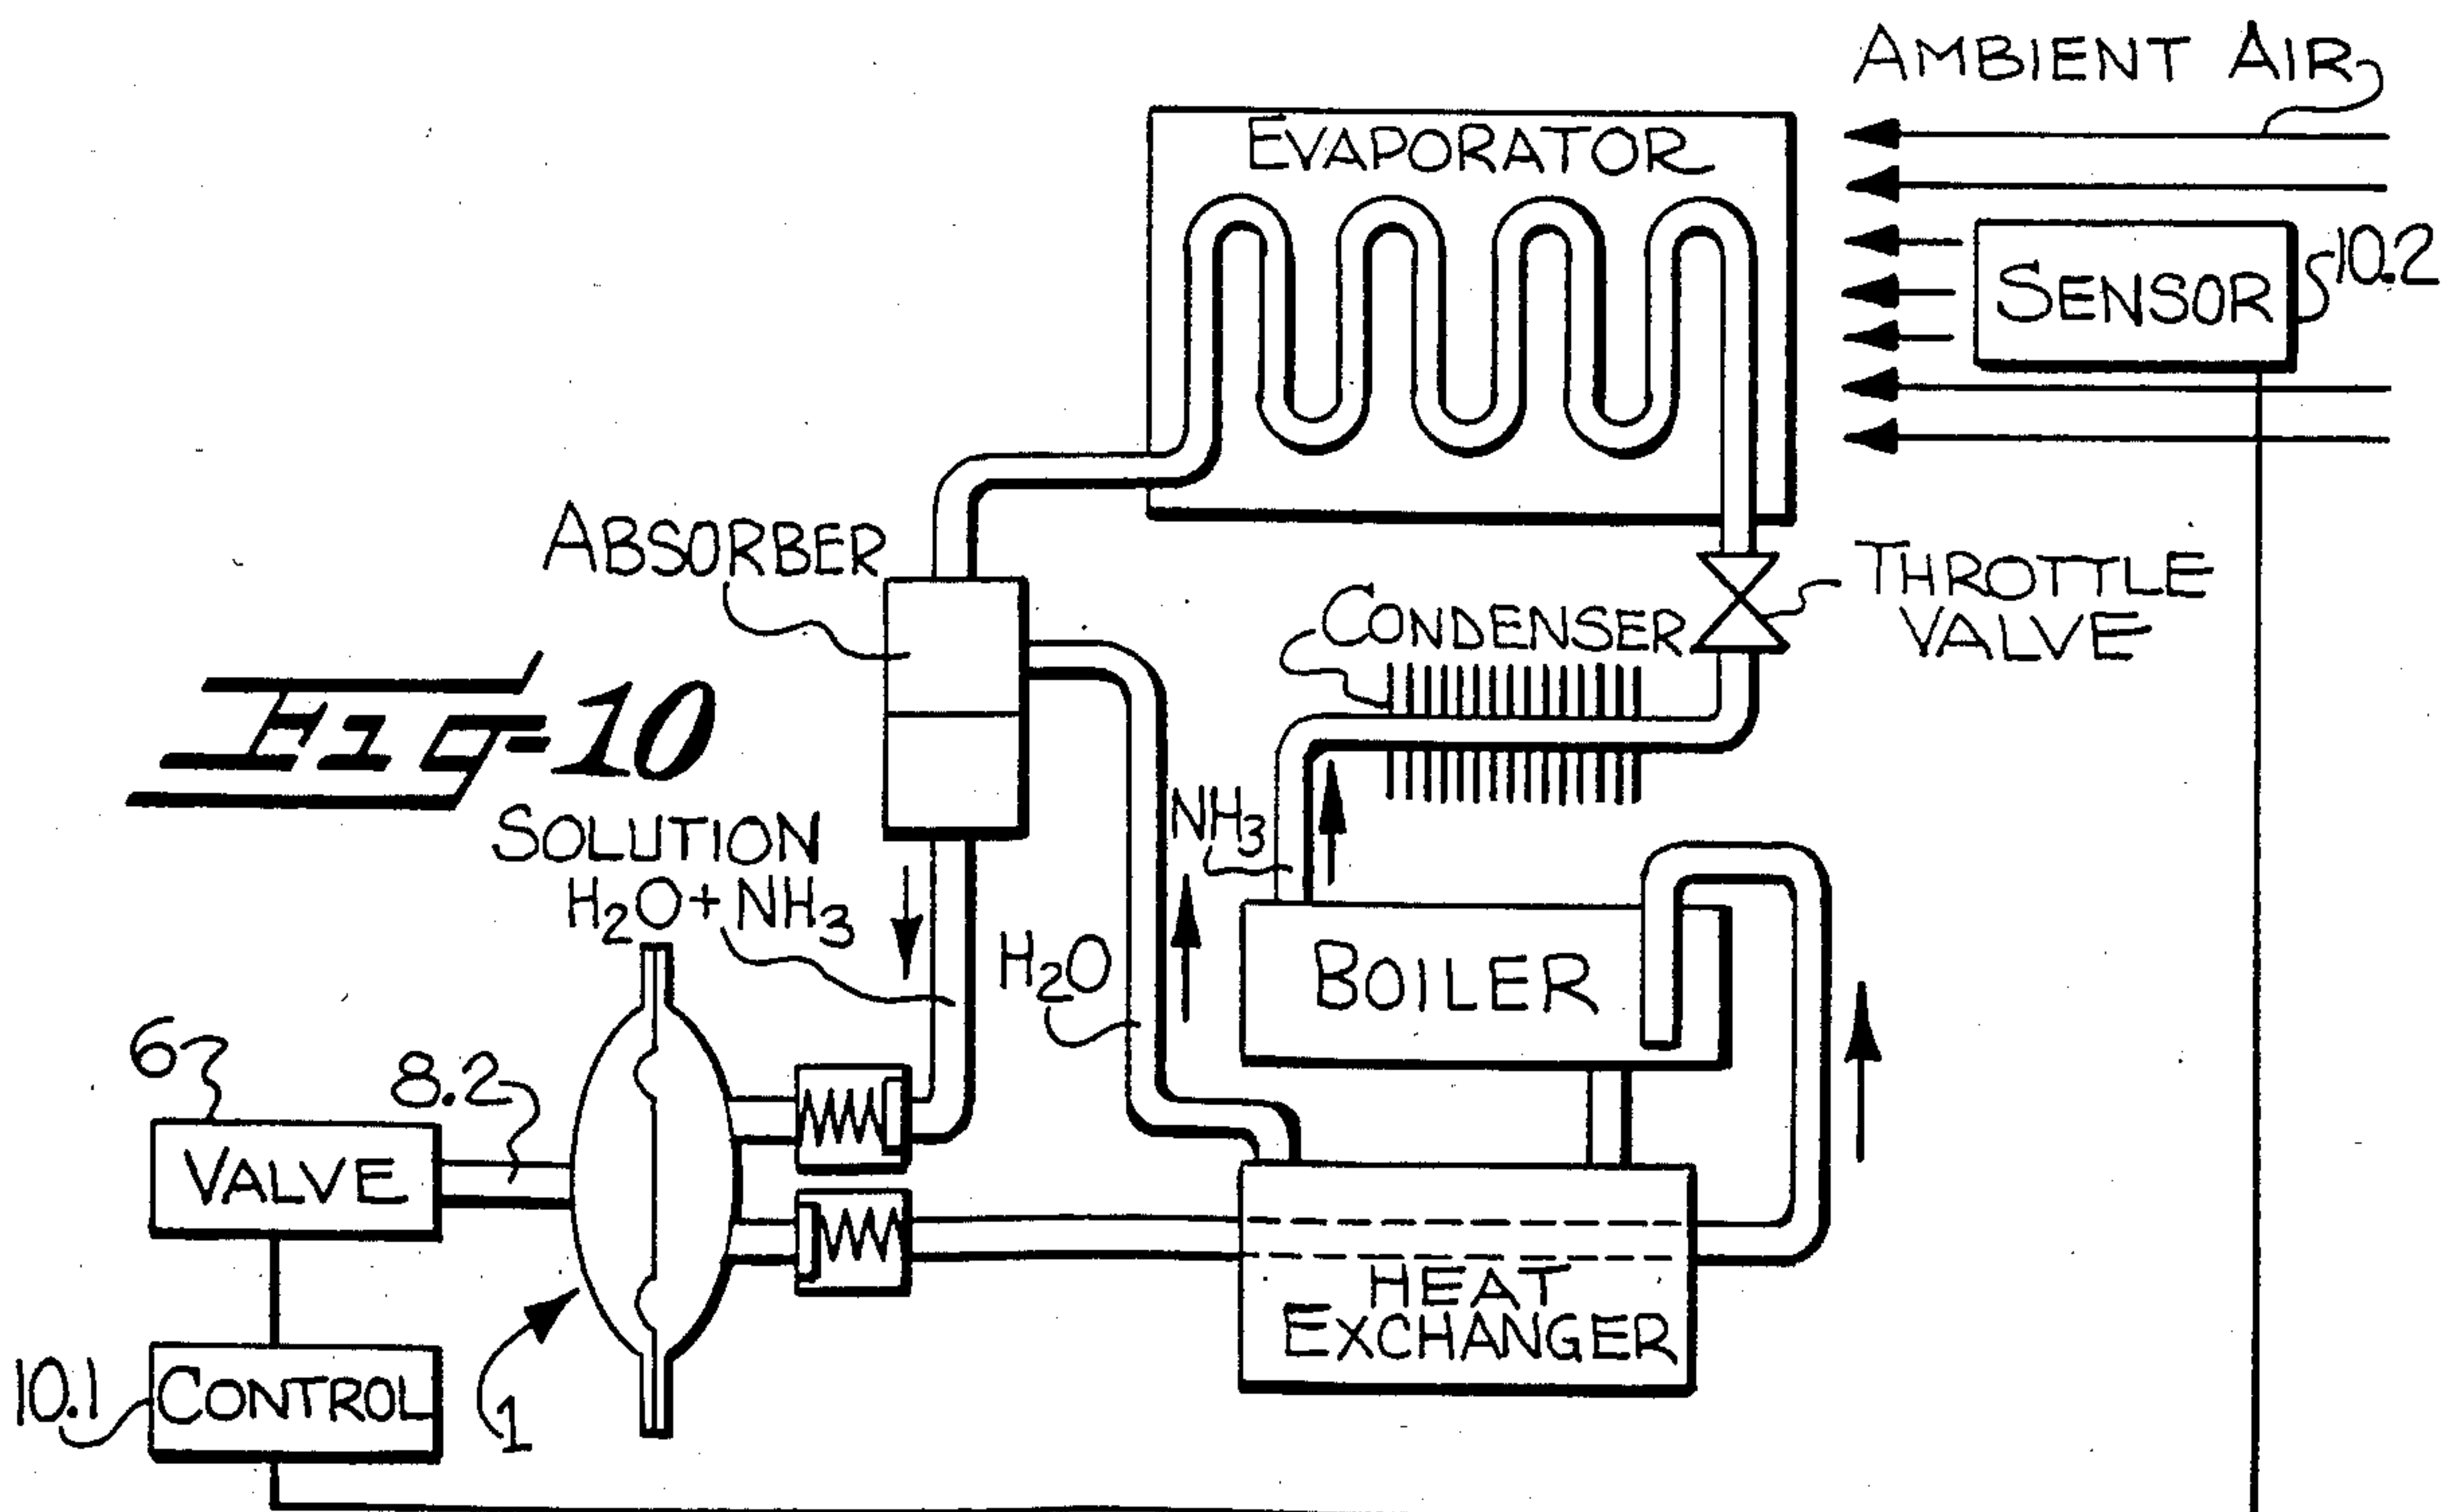 AMBIENT AIR
EVAPORATOR
SENSOR
10.2
ABSORBER
THROTTLE
VALVE
CONDENSER
Fig-10
SOLUTION
H₂O+NH₃
NH₃
H₂O
BOILER
6
8.2
VALVE
HEAT
EXCHANGER
10.1
CONTROL
1